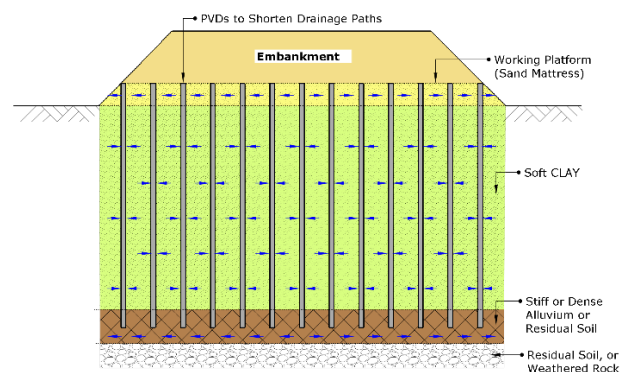 PVDs to Shorten Drainage Paths
Embankment
Working Platform
(Sand Mattress)
Soft CLAY
Stiff or Dense
Alluvium or
Residual Soil
Residual Soil, or
Weathered Rock